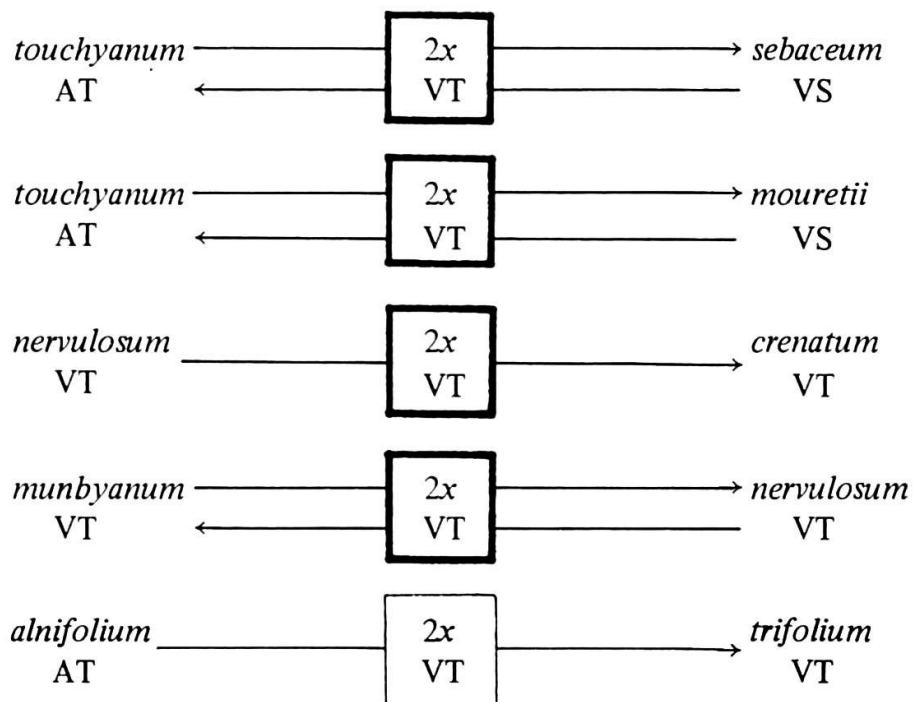 touchyanum 2x sebaceum
AT VT VS
touchyanum 2x mouretii
AT VT VS
nervulosum 2x crenatum
VT VT VT
munbyanum 2x nervulosum
VT VT VT
alnifolium 2x trifolium
AT VT VT